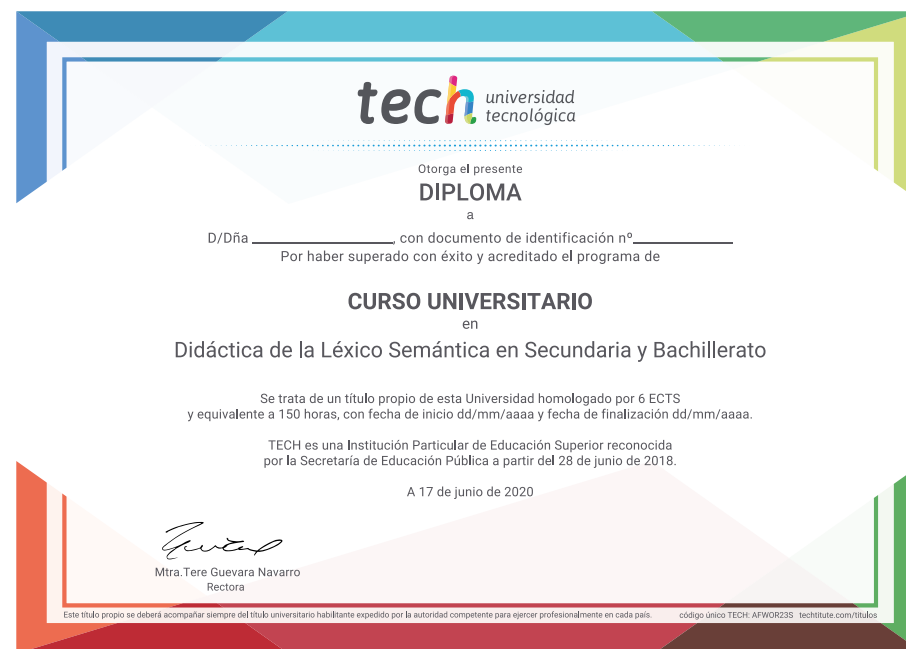 tech universidad
tecnológica
Otorga el presente
DIPLOMA
a
D/Dña ____________, con documento de identificación nº____________
Por haber superado con éxito y acreditado el programa de
CURSO UNIVERSITARIO
en
Didáctica de la Léxico Semántica en Secundaria y Bachillerato
Se trata de un título propio de esta Universidad homologado por 6 ECTS
y equivalente a 150 horas, con fecha de inicio dd/mm/aaaa y fecha de finalización dd/mm/aaaa.
TECH es una Institución Particular de Educación Superior reconocida
por la Secretaría de Educación Pública a partir del 28 de junio de 2018.
A 17 de junio de 2020
Mtra.Tere Guevara Navarro
Rectora
Este título propio se deberá acompañar siempre del título universitario habilitante expedido por la autoridad competente para ejercer profesionalmente en cada país. código único TECH: AFWOR23S techtitute.com/titulos